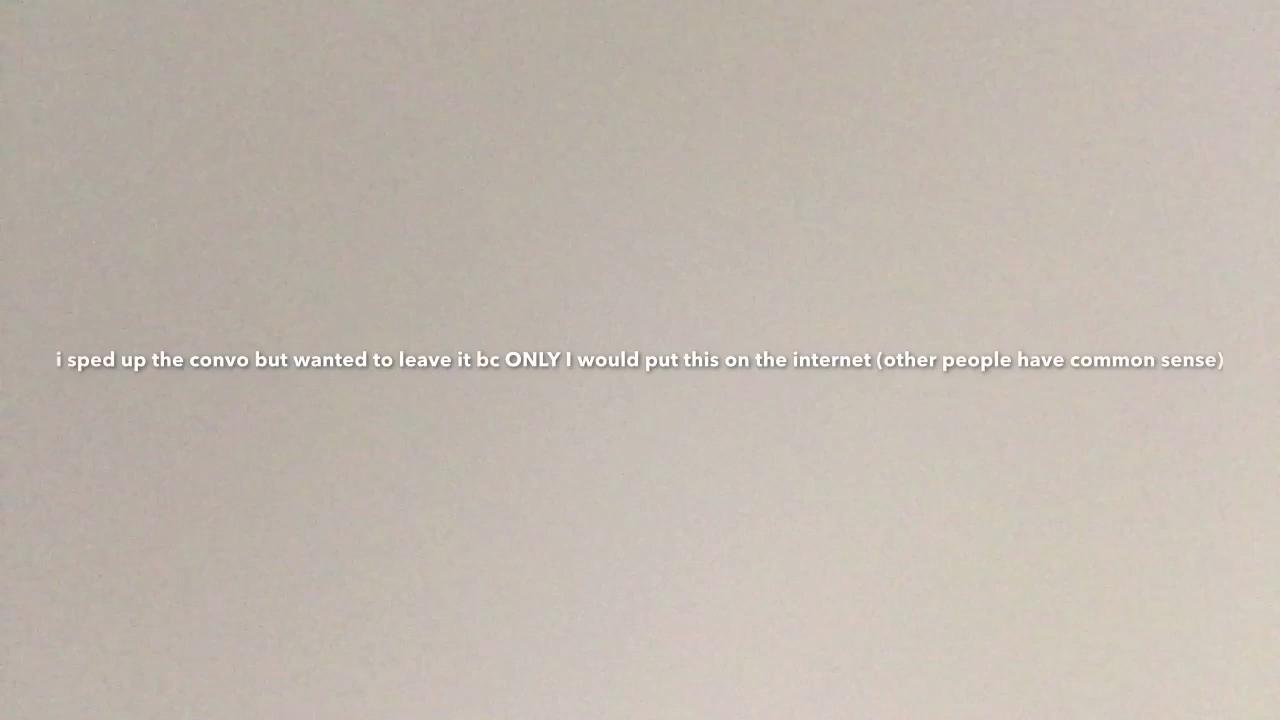 i sped up the convo but wanted to leave it bc ONLY I would put this on the internet (other people have common sense)